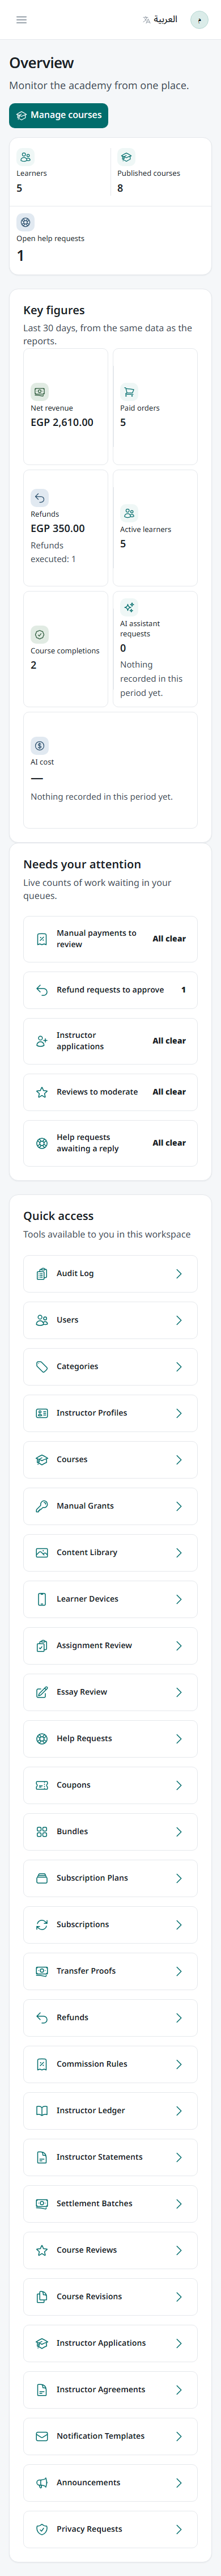 العربية
م
Overview
Monitor the academy from one place.
Manage courses
Learners
5
Published courses
8
Open help requests
1
Key figures
Last 30 days, from the same data as the
reports.
Net revenue
EGP 2,610.00
Paid orders
5
Refunds
EGP 350.00
Refunds
executed: 1
Active learners
5
Course completions
2
AI assistant
requests
0
Nothing
recorded in this
period yet.
AI cost
—
Nothing recorded in this period yet.
Needs your attention
Live counts of work waiting in your
queues.
Manual payments to
review
All clear
Refund requests to approve
1
Instructor
applications
All clear
Reviews to moderate
All clear
Help requests
awaiting a reply
All clear
Quick access
Tools available to you in this workspace
Audit Log
Users
Categories
Instructor Profiles
Courses
Manual Grants
Content Library
Learner Devices
Assignment Review
Essay Review
Help Requests
Coupons
Bundles
Subscription Plans
Subscriptions
Transfer Proofs
Refunds
Commission Rules
Instructor Ledger
Instructor Statements
Settlement Batches
Course Reviews
Course Revisions
Instructor Applications
Instructor Agreements
Notification Templates
Announcements
Privacy Requests